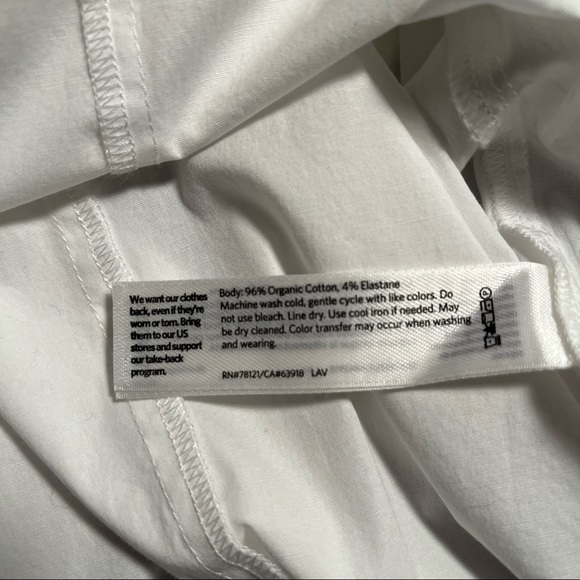 We want our clothes
back, even if they're
worn or torn. Bring
them to our US
stores and support
our take-back
program.
Body: 96% Organic Cotton, 4% Elastane
Machine wash cold, gentle cycle with like colors. Do
not use bleach. Line dry. Use cool iron if needed. May
be dry cleaned. Color transfer may occur when washing
and wearing.
RN#78121/CA#63918 LAV